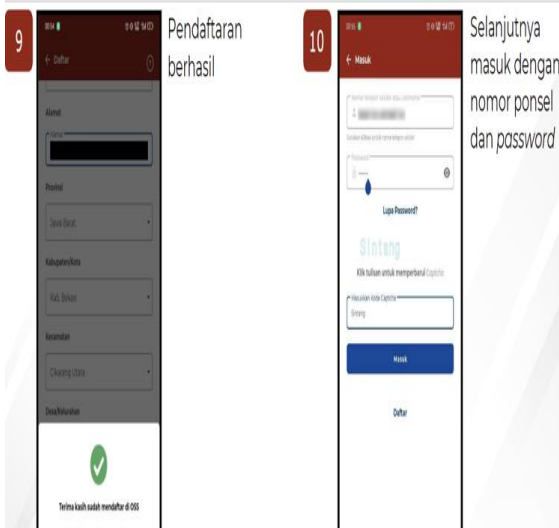 9
Pendaftaran
berhasil
← Daftar
Alamat
Alamat
Provinsi
Jawa Barat
Kabupaten/Kota
Kab. Bekasi
Kecamatan
Cikarang Utara
Desa/Kelurahan
Terima kasih sudah mendaftar di OSS
10
Selanjutnya
masuk dengan
nomor ponsel
dan password
← Masuk
Password
Lupa Password?
Sintang
Klik tulisan untuk memperbarui Captcha
Masukkan Kode Captcha
Sintang
Masuk
Daftar